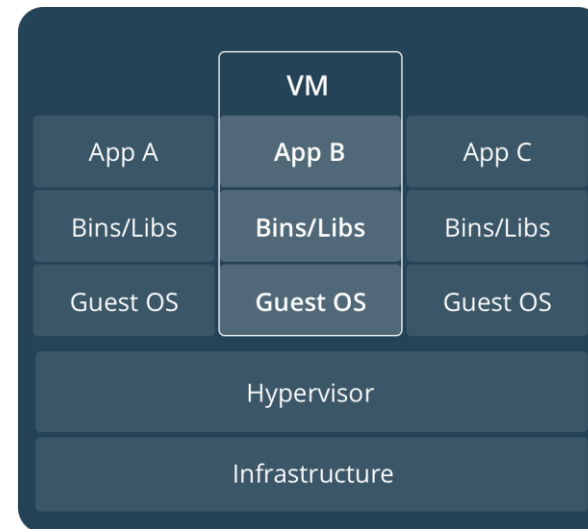 VM
App A App B App C
Bins/Libs Bins/Libs Bins/Libs
Guest OS Guest OS Guest OS
Hypervisor
Infrastructure